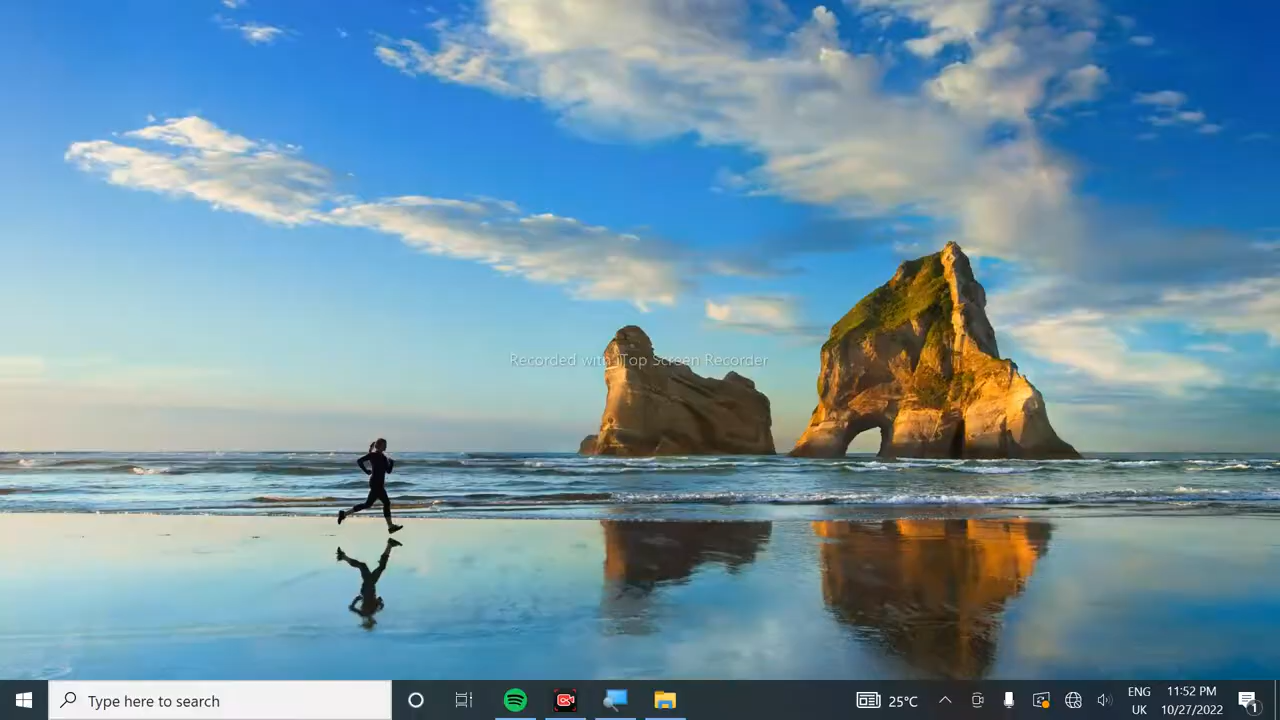 Recorded with iTop Screen Recorder
Type here to search
25°C
ENG
UK
11:52 PM
10/27/2022
1